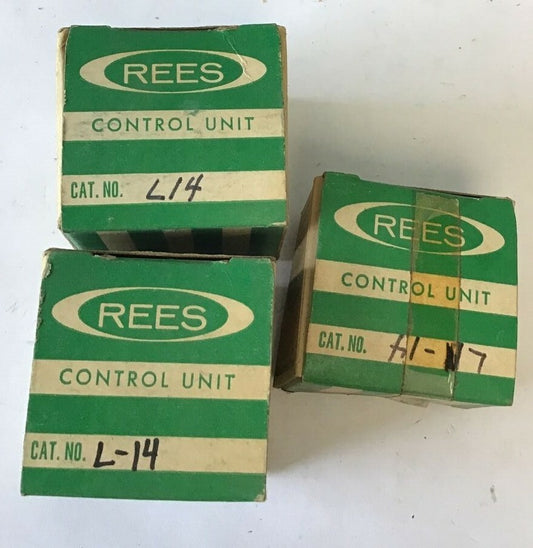 REES
CONTROL UNIT
CAT. NO. L14
REES
CONTROL UNIT
CAT. NO. L-14
REES
CONTROL UNIT
CAT. NO.